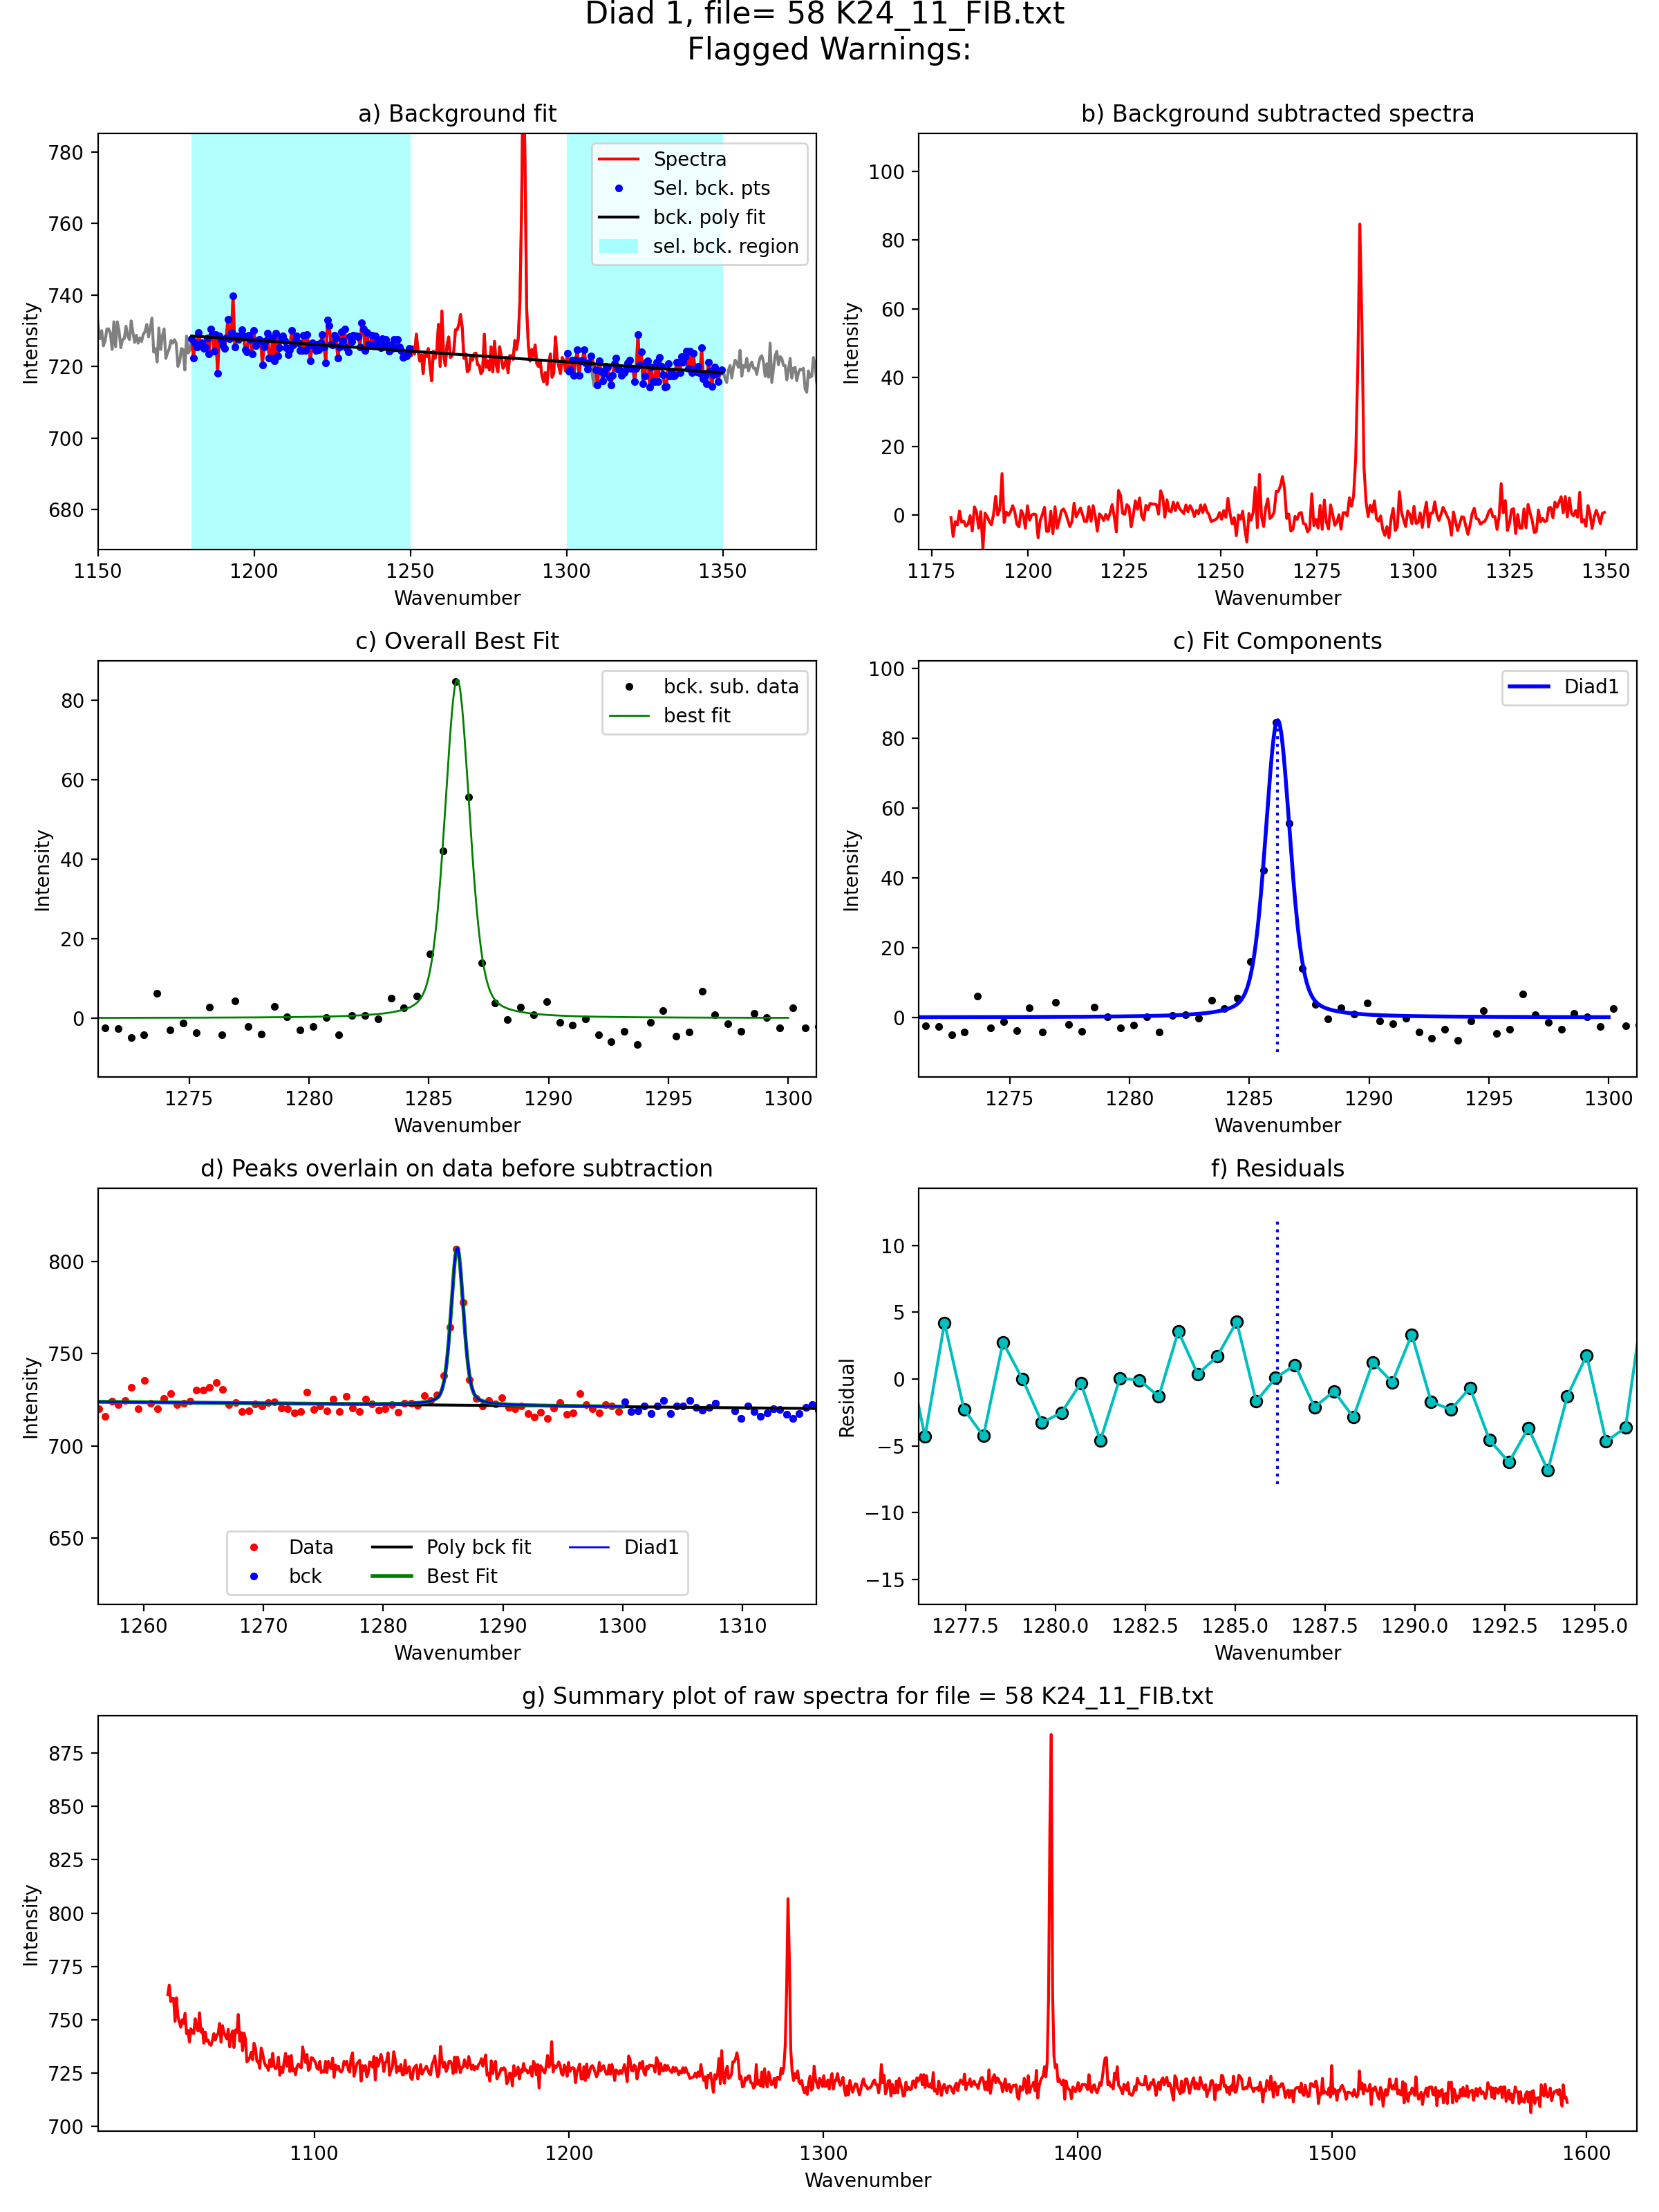 Diad 1, file= 58 K24_11_FIB.txt
Flagged Warnings:
a) Background fit
780
760
740
720
700
680
Intensity
1150 1200 1250 1300 1350
Wavenumber
Spectra
Sel. bck. pts
bck. poly fit
sel. bck. region
b) Background subtracted spectra
100
80
60
40
20
0
Intensity
1175 1200 1225 1250 1275 1300 1325 1350
Wavenumber
c) Overall Best Fit
80
60
40
20
0
Intensity
1275 1280 1285 1290 1295 1300
Wavenumber
bck. sub. data
best fit
c) Fit Components
100
80
60
40
20
0
Intensity
1275 1280 1285 1290 1295 1300
Wavenumber
Diad1
d) Peaks overlain on data before subtraction
800
750
700
650
Intensity
1260 1270 1280 1290 1300 1310
Wavenumber
Data Poly bck fit Diad1
bck Best Fit
f) Residuals
10
5
0
−5
−10
−15
Residual
1277.5 1280.0 1282.5 1285.0 1287.5 1290.0 1292.5 1295.0
Wavenumber
g) Summary plot of raw spectra for file = 58 K24_11_FIB.txt
875
850
825
800
775
750
725
700
Intensity
1100 1200 1300 1400 1500 1600
Wavenumber